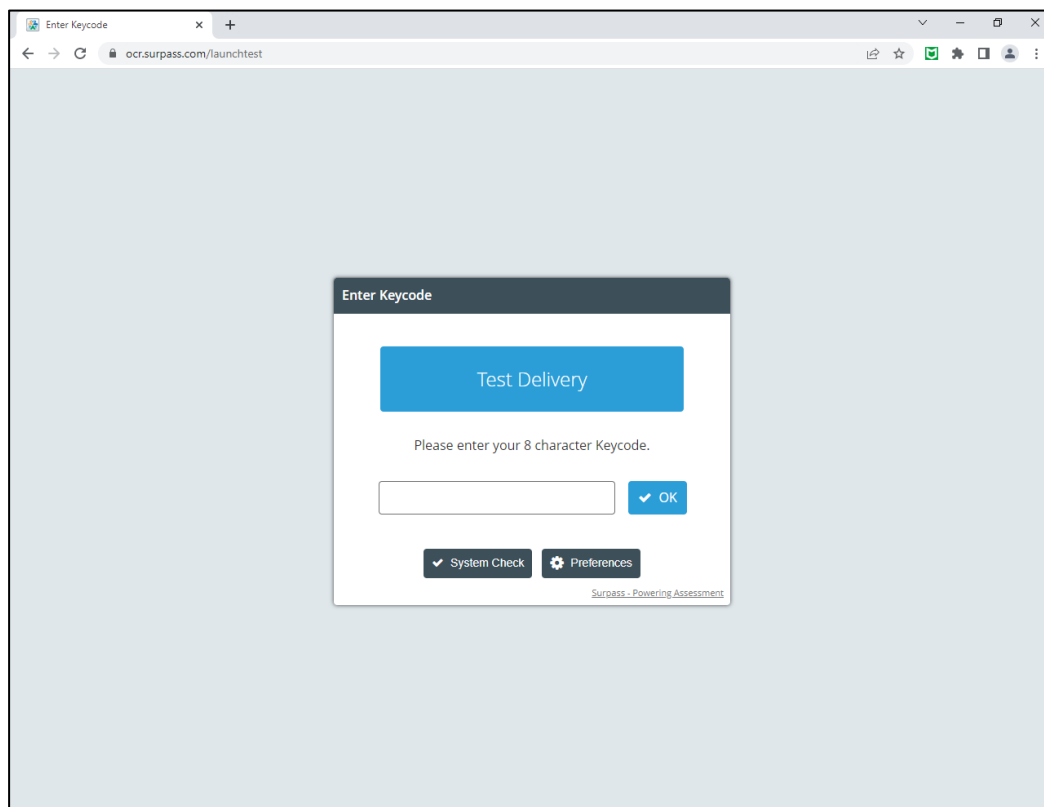 Enter Keycode
ocr.surpass.com/launchtest
Enter Keycode
Test Delivery
Please enter your 8 character Keycode.
OK
System Check Preferences
Surpass - Powering Assessment